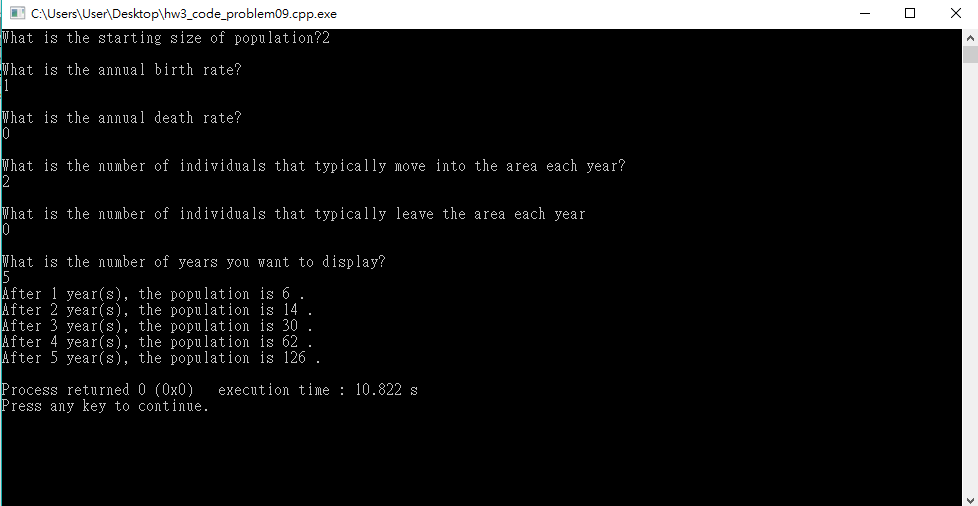 C:\Users\User\Desktop\hw3_code_problem09.cpp.exe
What is the starting size of population?2
What is the annual birth rate?
1
What is the annual death rate?
0
What is the number of individuals that typically move into the area each year?
2
What is the number of individuals that typically leave the area each year
0
What is the number of years you want to display?
5
After 1 year(s), the population is 6 .
After 2 year(s), the population is 14 .
After 3 year(s), the population is 30 .
After 4 year(s), the population is 62 .
After 5 year(s), the population is 126 .
Process returned 0 (0x0)   execution time : 10.822 s
Press any key to continue.